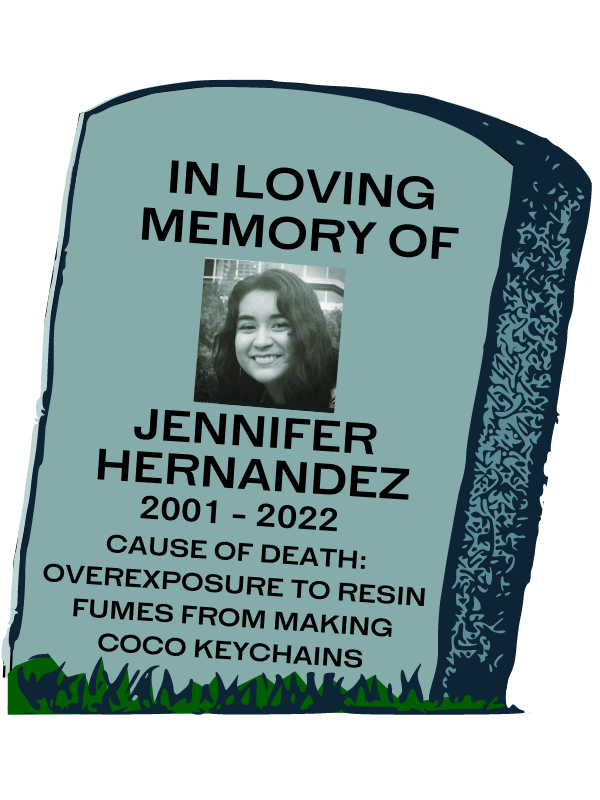 IN LOVING
MEMORY OF
JENNIFER
HERNANDEZ
2001 - 2022
CAUSE OF DEATH:
OVEREXPOSURE TO RESIN
FUMES FROM MAKING
COCO KEYCHAINS